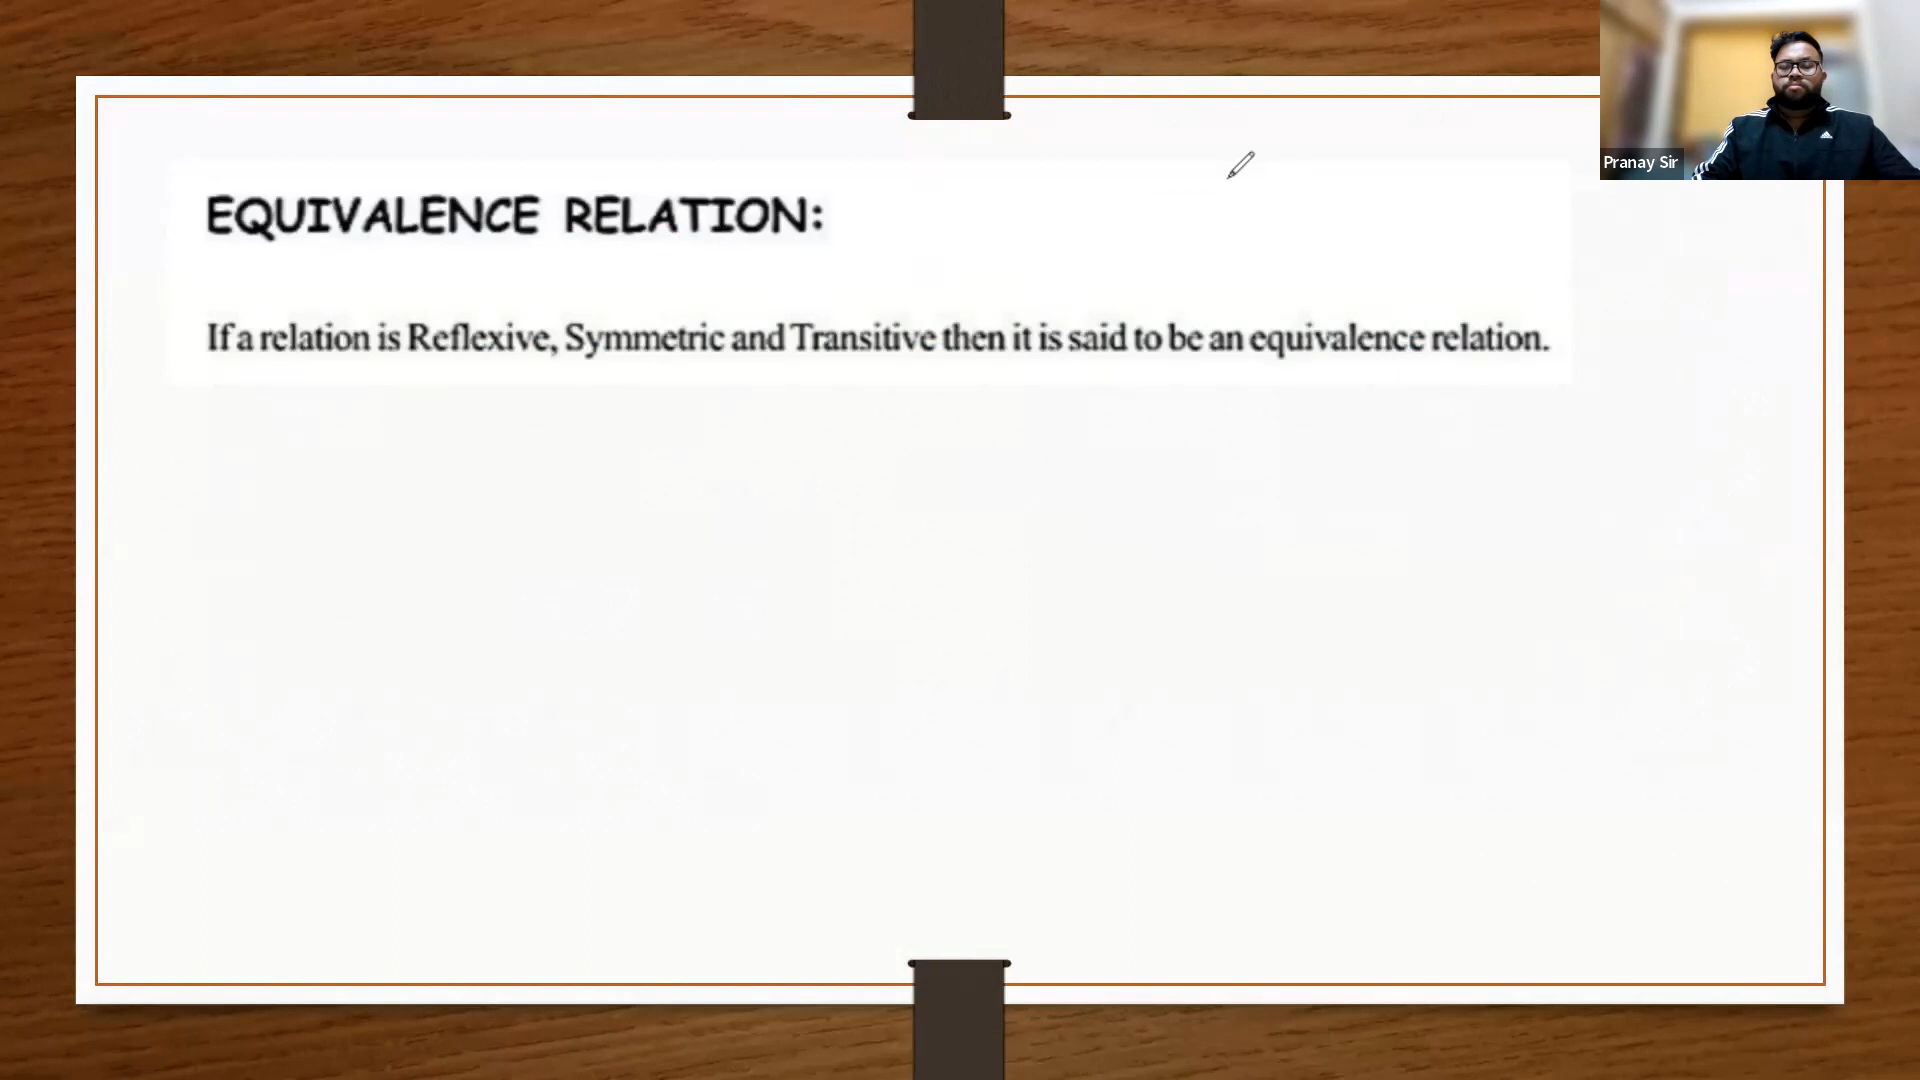 EQUIVALENCE RELATION:
If a relation is Reflexive, Symmetric and Transitive then it is said to be an equivalence relation.
Pranay Sir